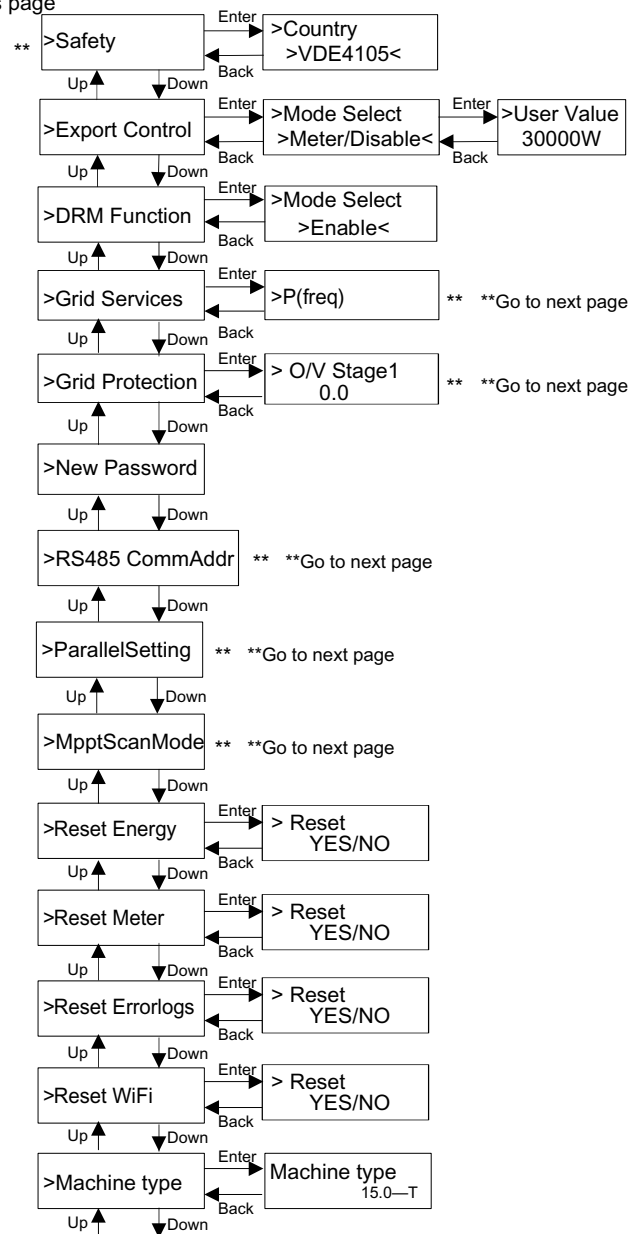 page
** >Safety Enter >Country
>VDE4105<
Back
Up Down
>Export Control Enter >Mode Select Enter >User Value
>Meter/Disable< 30000W
Back Back
Up Down
>DRM Function Enter >Mode Select
>Enable<
Back
Up Down
>Grid Services Enter >P(freq) ** **Go to next page
Back
Up Down
>Grid Protection Enter > O/V Stage1 ** **Go to next page
0.0
Back
Up Down
>New Password
Up Down
>RS485 CommAddr ** **Go to next page
Up Down
>ParallelSetting ** **Go to next page
Up Down
>MpptScanMode ** **Go to next page
Up Down
>Reset Energy Enter > Reset
YES/NO
Back
Up Down
>Reset Meter Enter > Reset
YES/NO
Back
Up Down
>Reset Errorlogs Enter > Reset
YES/NO
Back
Up Down
>Reset WiFi Enter > Reset
YES/NO
Back
Up Down
>Machine type Enter Machine type
15.0—T
Back
Up Down